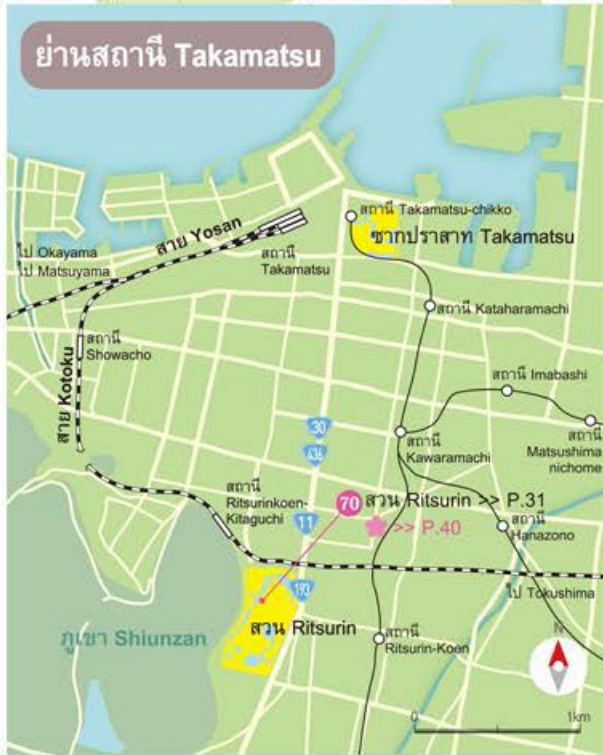 ย่านสถานี Takamatsu
สถานี Takamatsu-chikko
ซากปราสาท Takamatsu
สาย Yosan
ไป Okayama
ไป Matsuyama
สถานี
Takamatsu
สถานี Kataharamachi
สถานี
Showacho
สาย Kotoku
สถานี Imabashi
30
436
สถานี
Kawaramachi
สถานี
Matsushima
nichome
สถานี
Ritsurinkoen-
Kitaguchi
70 สวน Ritsurin >> P.31
11
>> P.40
สถานี
Hanazono
193
ไป Tokushima
ภูเขา Shiunzan
สวน Ritsurin
สถานี
Ritsurin-Koen
N
0 1km